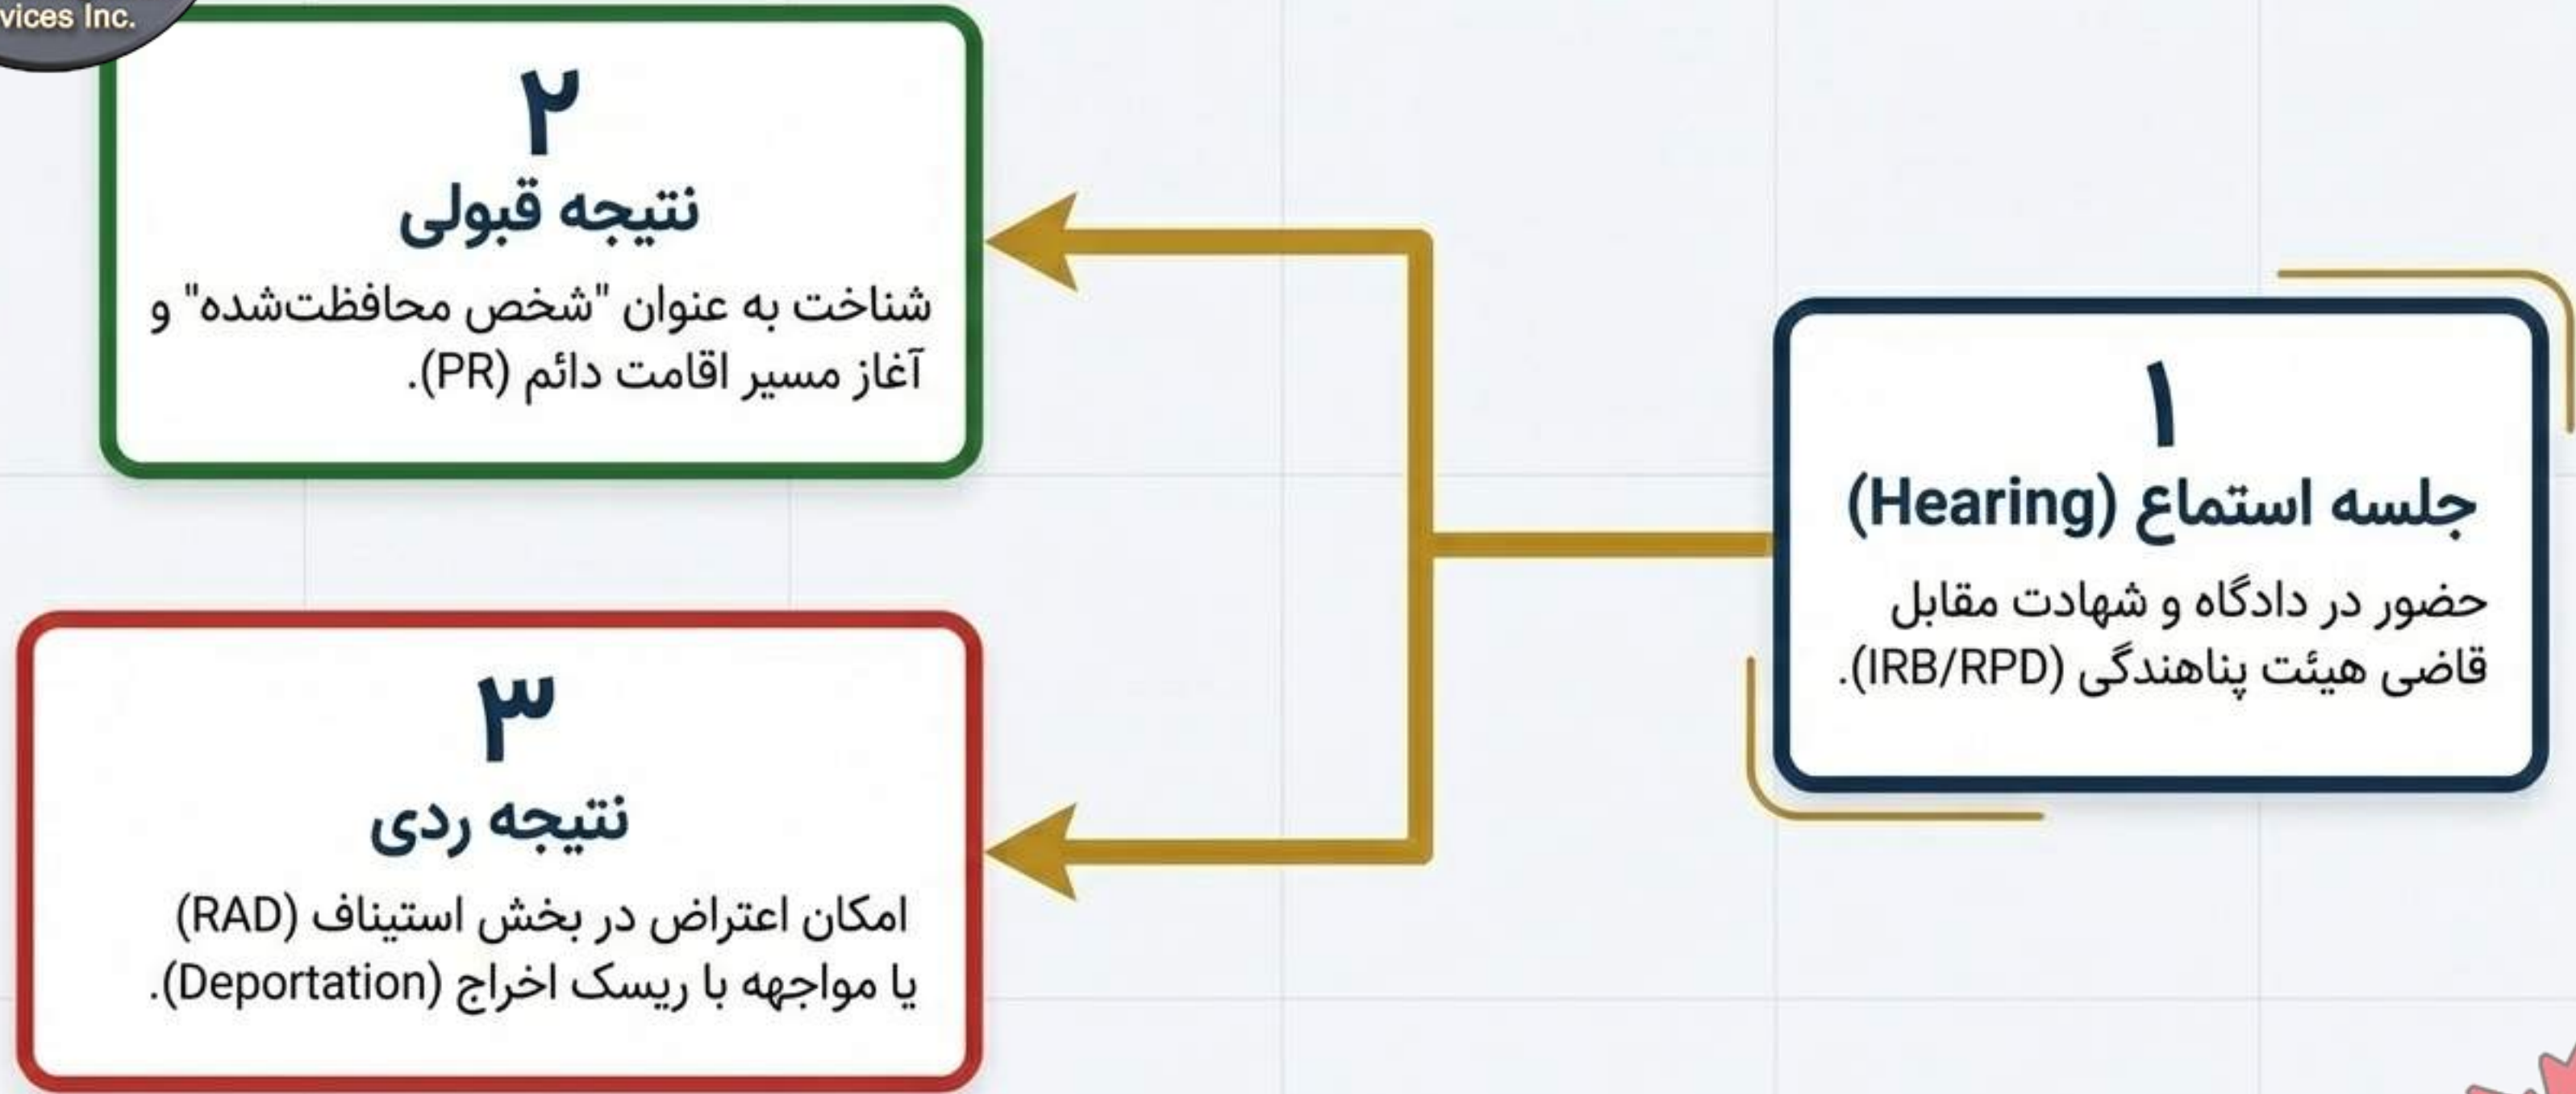 vices Inc.
۱
جلسه استماع (Hearing)
حضور در دادگاه و شهادت مقابل
قاضی هیئت پناهندگی (IRB/RPD).
۲
نتیجه قبولی
شناخت به عنوان "شخص محافظت‌شده" و
آغاز مسیر اقامت دائم (PR).
۳
نتیجه ردی
امکان اعتراض در بخش استیناف (RAD)
یا مواجهه با ریسک اخراج (Deportation).